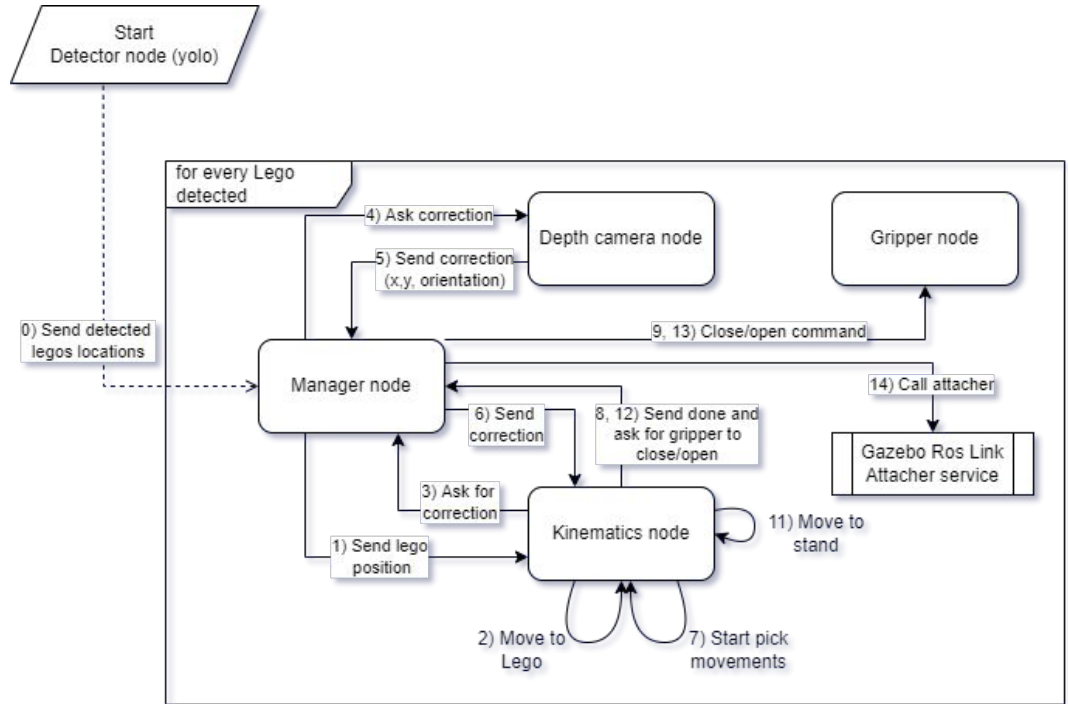 Start
Detector node (yolo)
for every Lego
detected
4) Ask correction
Depth camera node
Gripper node
5) Send correction
(x,y, orientation)
0) Send detected
legos locations
9, 13) Close/open command
Manager node
14) Call attacher
6) Send
correction
8, 12) Send done and
ask for gripper to
close/open
Gazebo Ros Link
Attacher service
3) Ask for
correction
Kinematics node
11) Move to
stand
1) Send lego
position
2) Move to
Lego
7) Start pick
movements